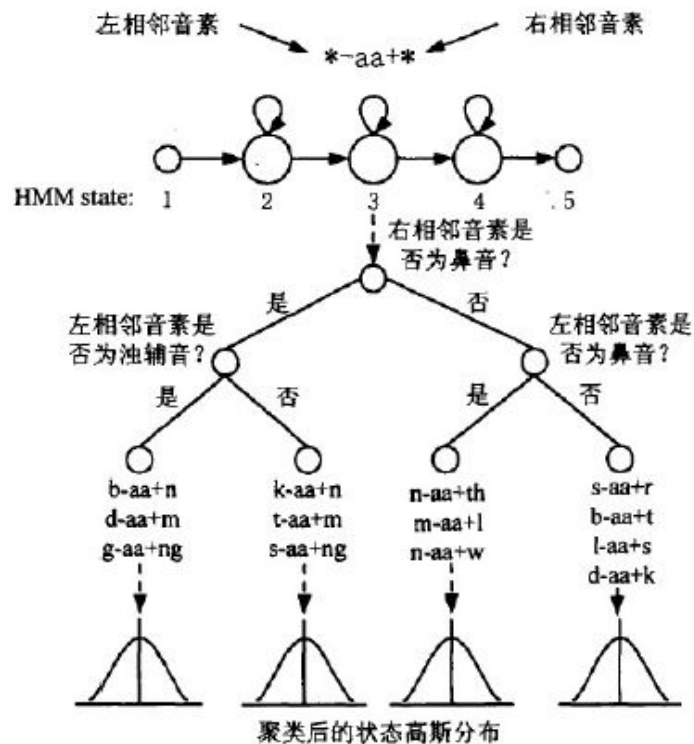 左相邻音素 右相邻音素
*-aa+*
HMM state: 1 2 3 4 .5
右相邻音素是
否为鼻音?
是 否
左相邻音素是
否为浊辅音?
左相邻音素是
否为鼻音?
是 否 是 否
b-aa+n
d-aa+m
g-aa+ng
k-aa+n
t-aa+m
s-aa+ng
n-aa+th
m-aa+l
n-aa+w
s-aa+r
b-aa+t
l-aa+s
d-aa+k
聚类后的状态高斯分布